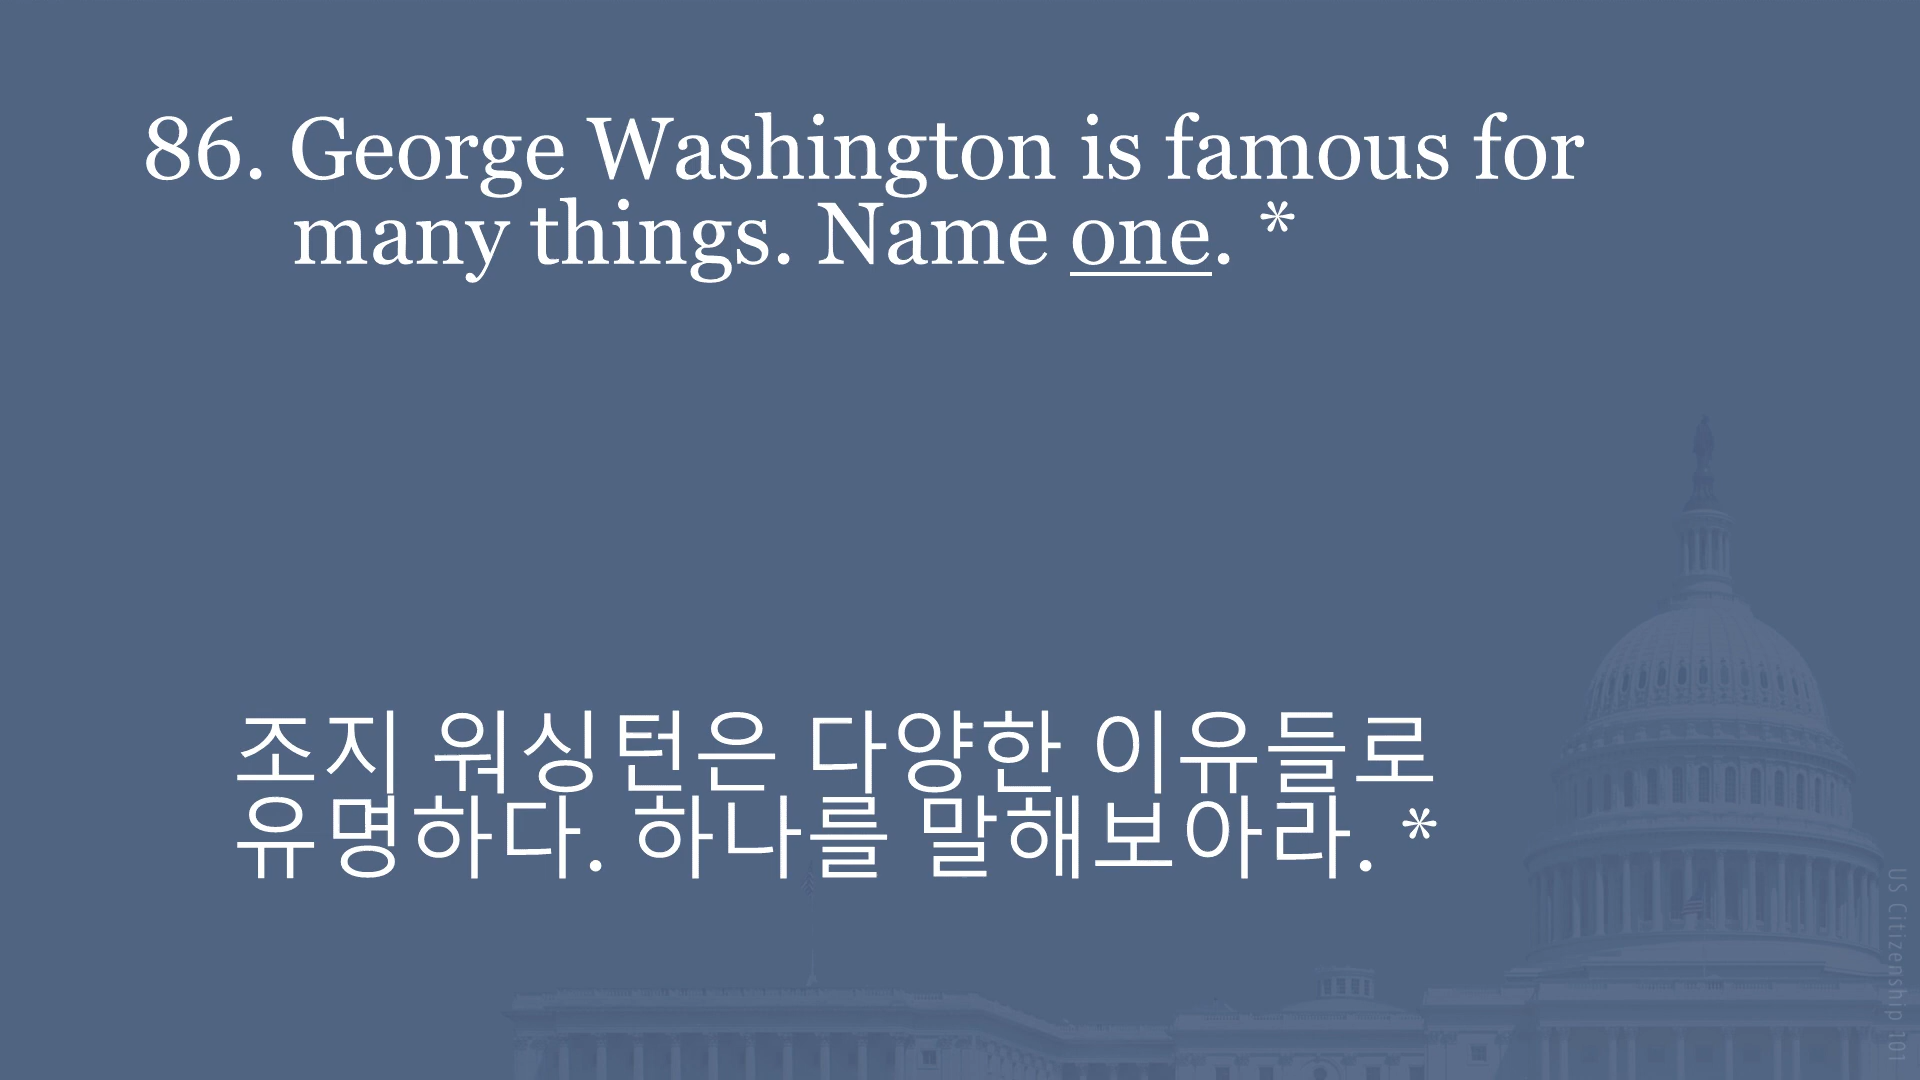 86. George Washington is famous for
many things. Name one. *
조지 워싱턴은 다양한 이유들로
유명하다. 하나를 말해보아라. *
US Citizenship 101